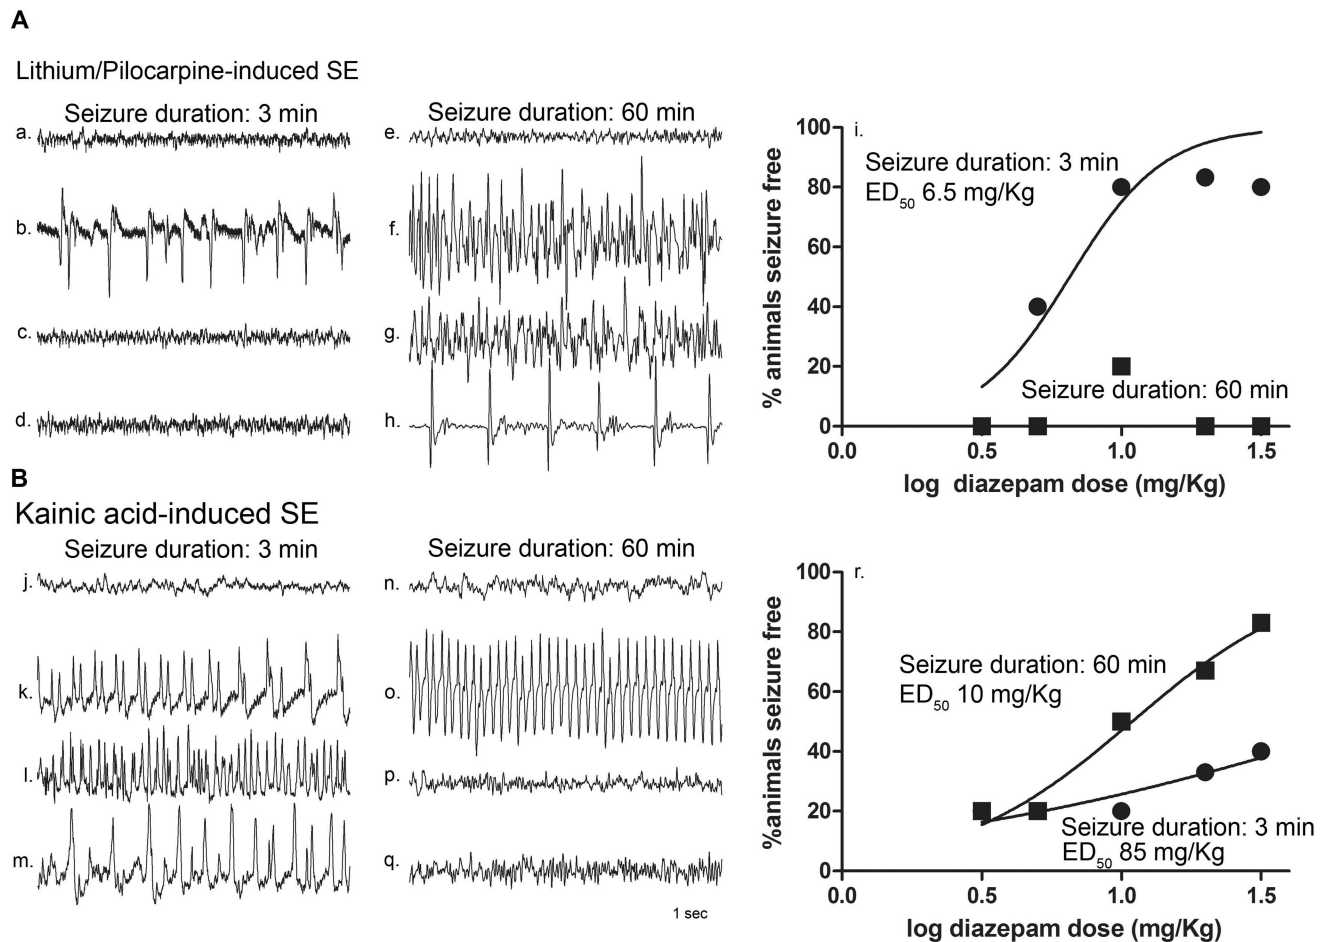 A
Lithium/Pilocarpine-induced SE
Seizure duration: 3 min
Seizure duration: 60 min
a.
b.
c.
d.
e.
f.
g.
h.
i.
% animals seizure free
100
80
60
40
20
0
Seizure duration: 3 min
ED50 6.5 mg/Kg
Seizure duration: 60 min
0.0 0.5 1.0 1.5
log diazepam dose (mg/Kg)
B
Kainic acid-induced SE
Seizure duration: 3 min
Seizure duration: 60 min
j.
k.
l.
m.
n.
o.
p.
q.
1 sec
r.
%animals seizure free
100
80
60
40
20
0
Seizure duration: 60 min
ED50 10 mg/Kg
Seizure duration: 3 min
ED50 85 mg/Kg
0.0 0.5 1.0 1.5
log diazepam dose (mg/Kg)